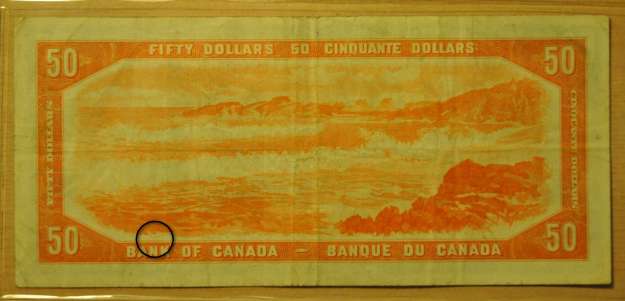 FIFTY DOLLARS 50 CINQUANTE DOLLARS
50
50
FIFTY DOLLARS
CINQUANTE DOLLARS
50
50
BANK OF CANADA – BANQUE DU CANADA